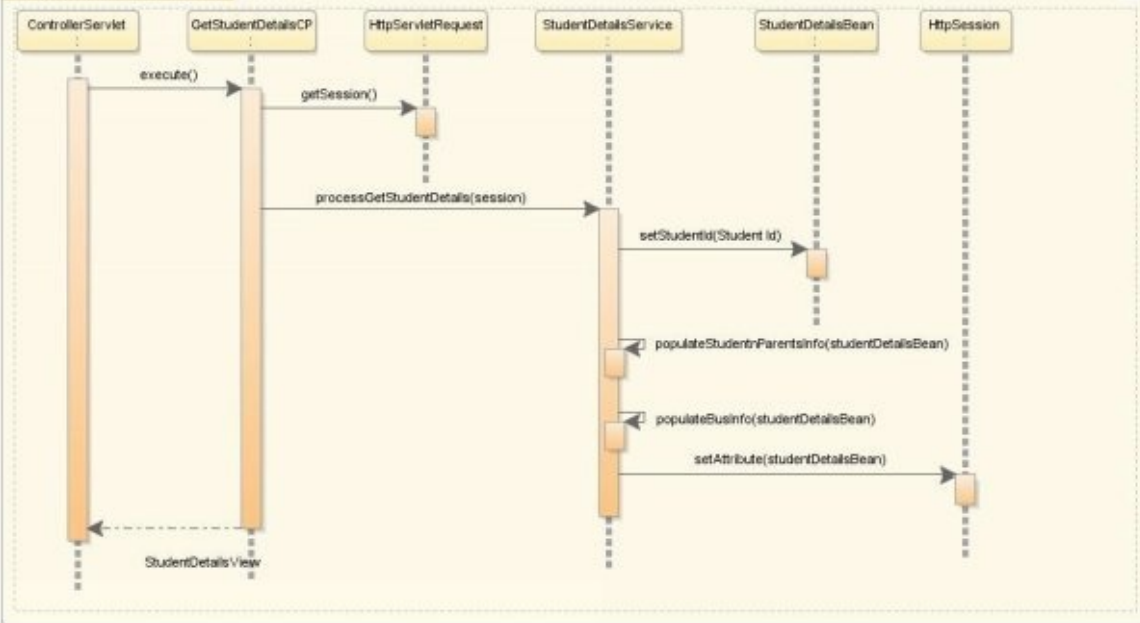 ControllerServlet
GetStudentDetailsCP
HttpServletRequest
StudentDetailsService
StudentDetailsBean
HttpSession
execute()
getSession()
processGetStudentDetails(session)
setStudentId(Student Id)
populateStudentnParentsInfo(studentDetailsBean)
populateBusInfo(studentDetailsBean)
setAttribute(studentDetailsBean)
StudentDetailsView